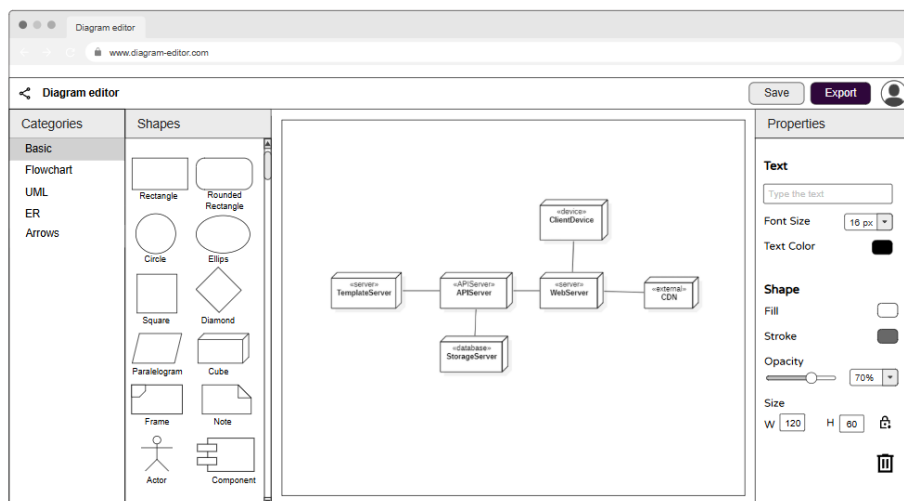 Diagram editor
www.diagram-editor.com
Diagram editor
Save
Export
Categories
Basic
Flowchart
UML
ER
Arrows
Shapes
Rectangle
Rounded
Rectangle
Circle
Ellips
Square
Diamond
Paralelogram
Cube
Frame
Note
Actor
Component
«device»
ClientDevice
«server»
TemplateServer
«APIServer»
APIServer
«server»
WebServer
«external»
CDN
«database»
StorageServer
Properties
Text
Type the text
Font Size
16 px
Text Color
Shape
Fill
Stroke
Opacity
70%
Size
W 120 H 60